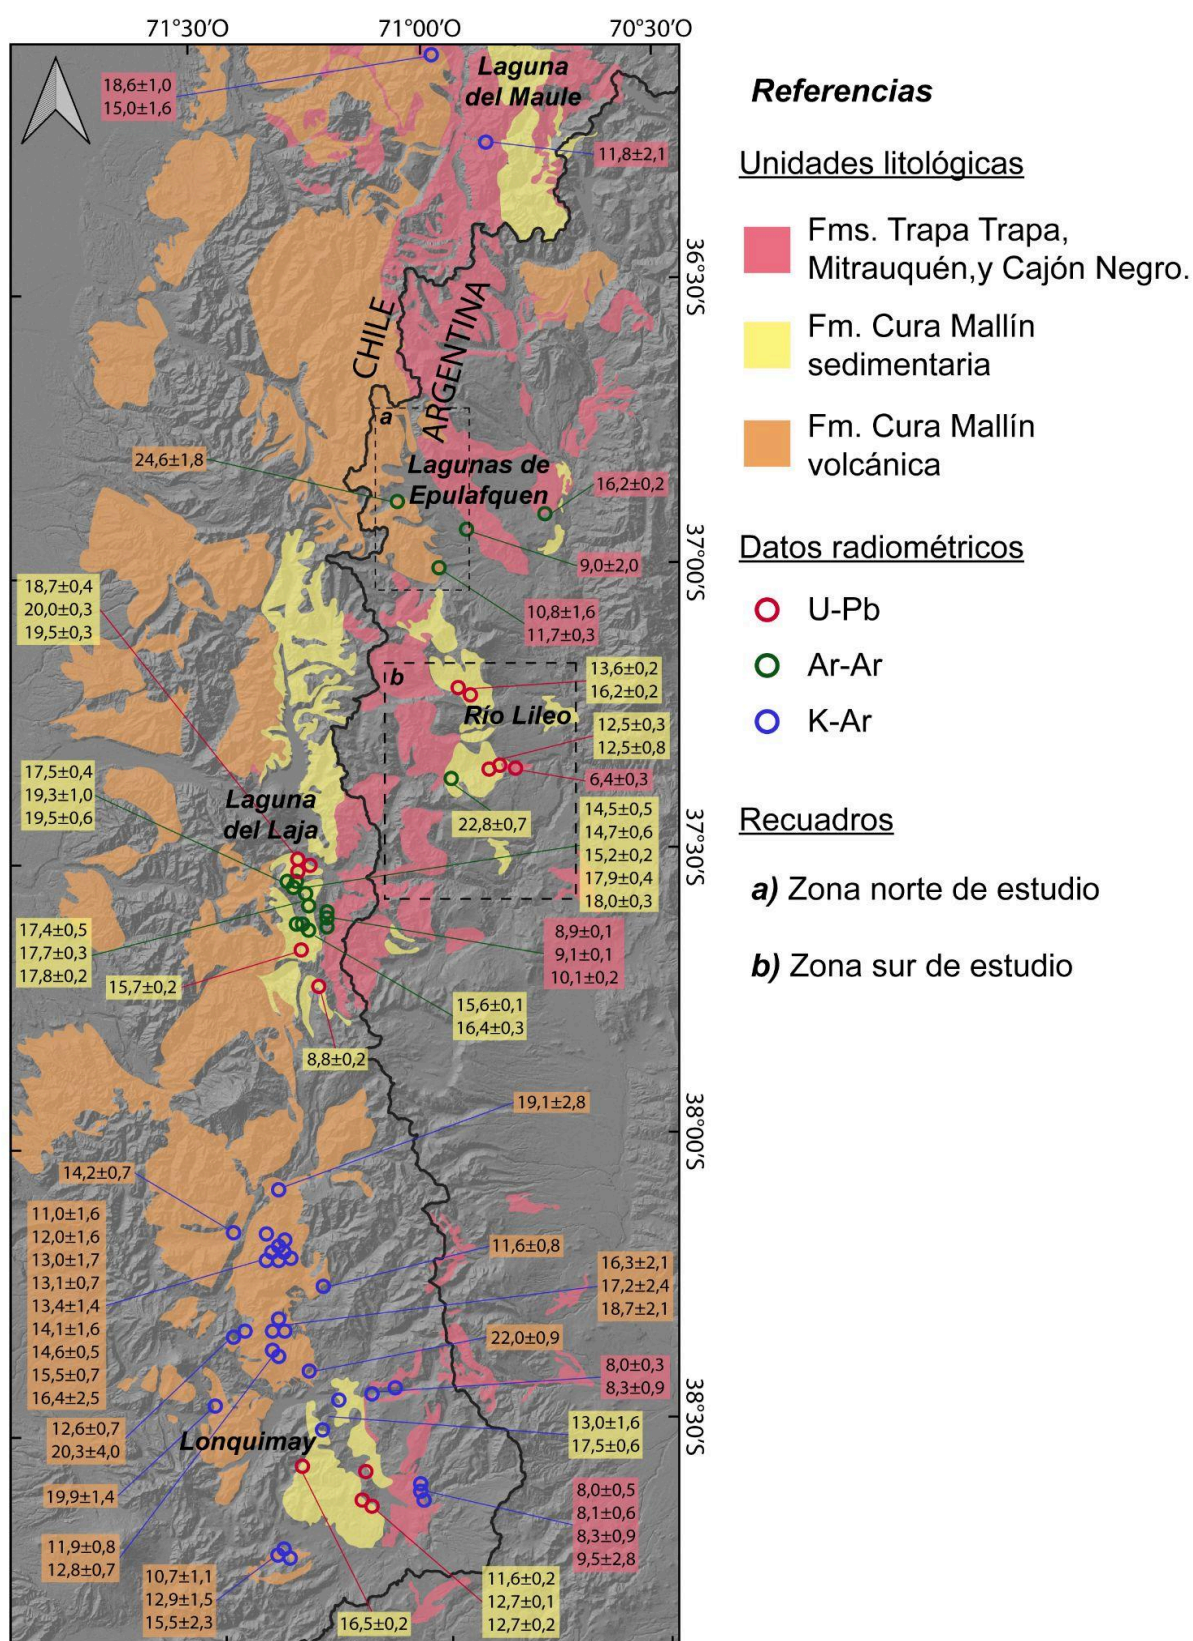 71°30'O
71°00'O
70°30'O
18,6±1,0
15,0±1,6
Laguna
del Maule
11,8±2,1
36°30'S
CHILE
ARGENTINA
a
24,6±1,8
Lagunas de
Epulafquen
16,2±0,2
9,0±2,0
37°00'S
10,8±1,6
11,7±0,3
18,7±0,4
20,0±0,3
19,5±0,3
b
13,6±0,2
16,2±0,2
Río Lileo
12,5±0,3
12,5±0,8
6,4±0,3
22,8±0,7
17,5±0,4
19,3±1,0
19,5±0,6
Laguna
del Laja
14,5±0,5
14,7±0,6
15,2±0,2
17,9±0,4
18,0±0,3
37°30'S
17,4±0,5
17,7±0,3
17,8±0,2
15,7±0,2
8,9±0,1
9,1±0,1
10,1±0,2
15,6±0,1
16,4±0,3
8,8±0,2
38°00'S
19,1±2,8
14,2±0,7
11,0±1,6
12,0±1,6
13,0±1,7
13,1±0,7
13,4±1,4
14,1±1,6
14,6±0,5
15,5±0,7
16,4±2,5
11,6±0,8
16,3±2,1
17,2±2,4
18,7±2,1
22,0±0,9
8,0±0,3
8,3±0,9
38°30'S
12,6±0,7
20,3±4,0
Lonquimay
13,0±1,6
17,5±0,6
19,9±1,4
8,0±0,5
8,1±0,6
8,3±0,9
9,5±2,8
11,9±0,8
12,8±0,7
10,7±1,1
12,9±1,5
15,5±2,3
16,5±0,2
11,6±0,2
12,7±0,1
12,7±0,2
Referencias
Unidades litológicas
Fms. Trapa Trapa,
Mitrauquén,y Cajón Negro.
Fm. Cura Mallín
sedimentaria
Fm. Cura Mallín
volcánica
Datos radiométricos
U-Pb
Ar-Ar
K-Ar
Recuadros
a) Zona norte de estudio
b) Zona sur de estudio